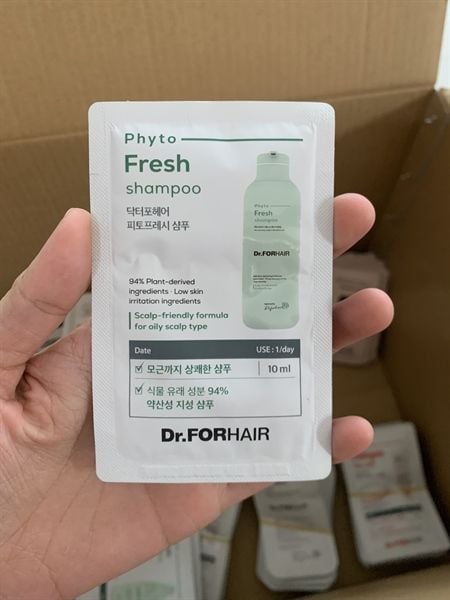 Phyto
Fresh
shampoo
닥터포헤어
피토프레시 샴푸
Phyto
Fresh
shampoo
Dr.FORHAIR
94% Plant-derived
ingredients · Low skin
irritation ingredients
Scalp-friendly formula
for oily scalp type
Date
USE : 1/day
모근까지 상쾌한 샴푸
10 ml
식물 유래 성분 94%
약산성 지성 샴푸
Dr.FORHAIR